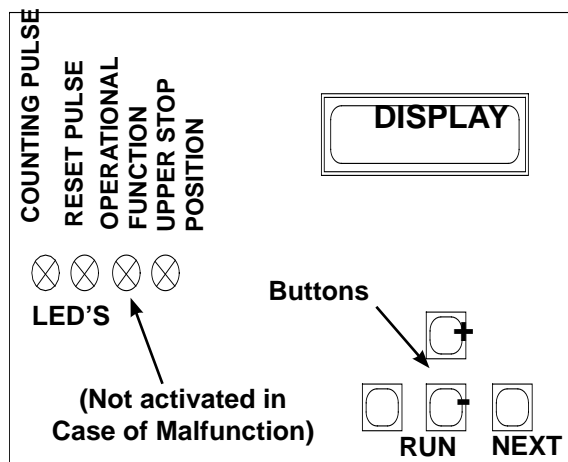 COUNTING PULSE
RESET PULSE
OPERATIONAL
FUNCTION
UPPER STOP
POSITION
DISPLAY
LED'S
Buttons
(Not activated in
Case of Malfunction)
+
-
RUN
NEXT